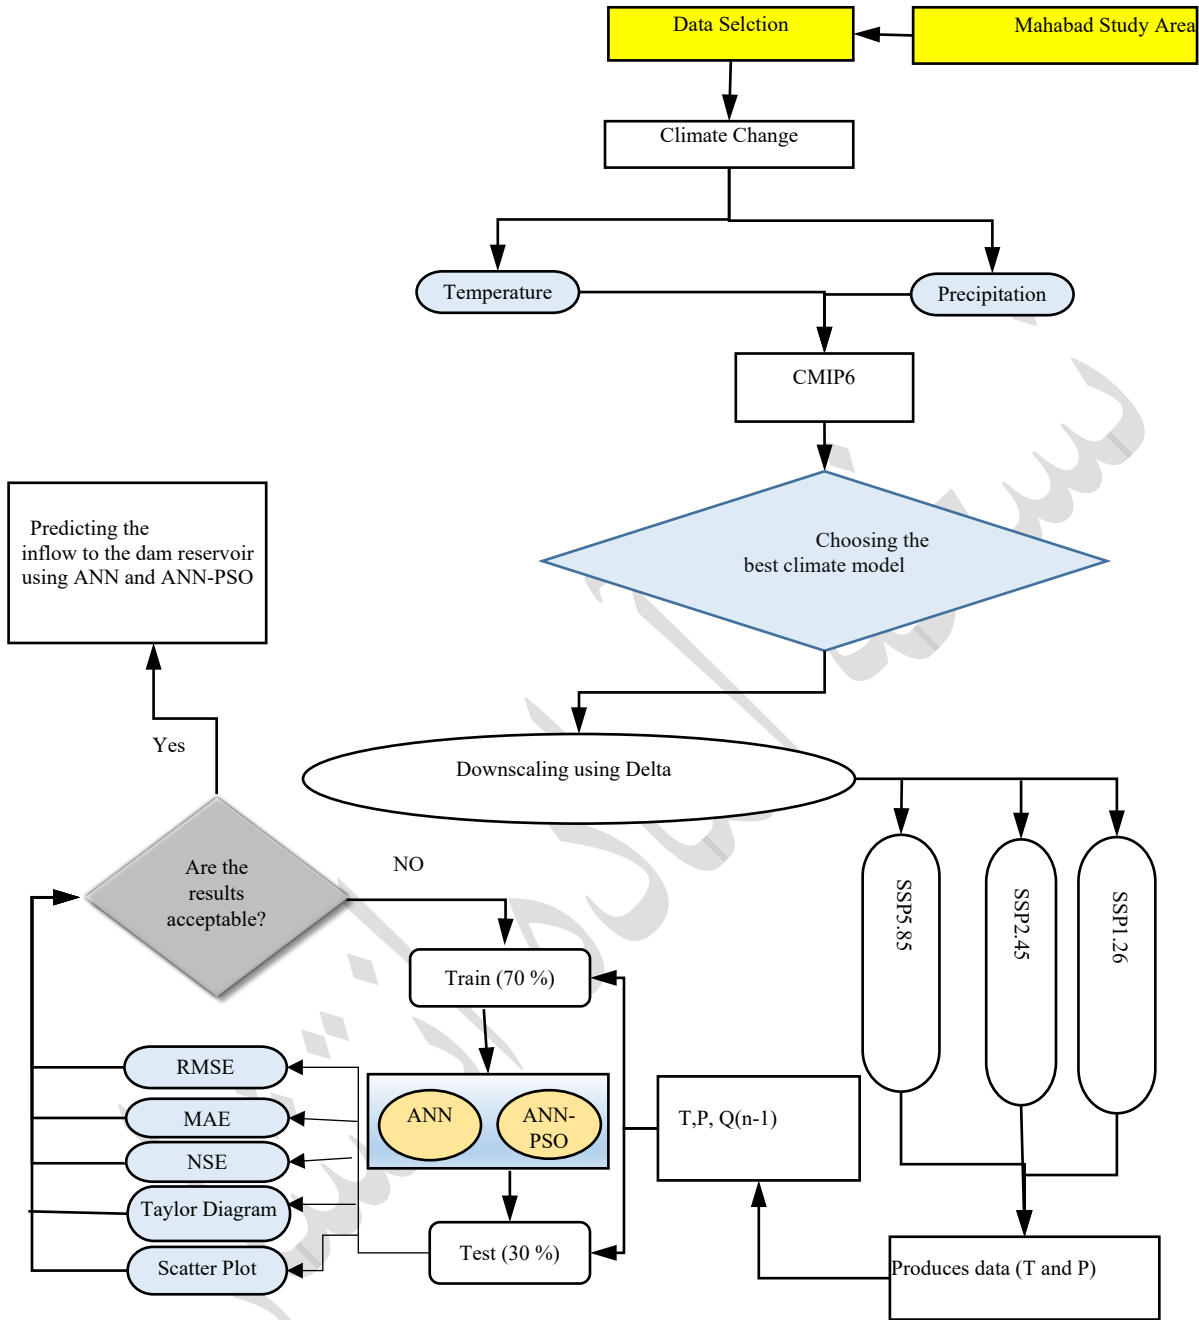 Mahabad Study Area
Data Selction
Climate Change
Temperature
Precipitation
CMIP6
Choosing the
best climate model
Downscaling using Delta
SSP5.85
SSP2.45
SSP1.26
Produces data (T and P)
T,P, Q(n-1)
Train (70 %)
ANN
ANN-
PSO
Test (30 %)
RMSE
MAE
NSE
Taylor Diagram
Scatter Plot
Are the
results
acceptable?
NO
Yes
Predicting the
inflow to the dam reservoir
using ANN and ANN-PSO